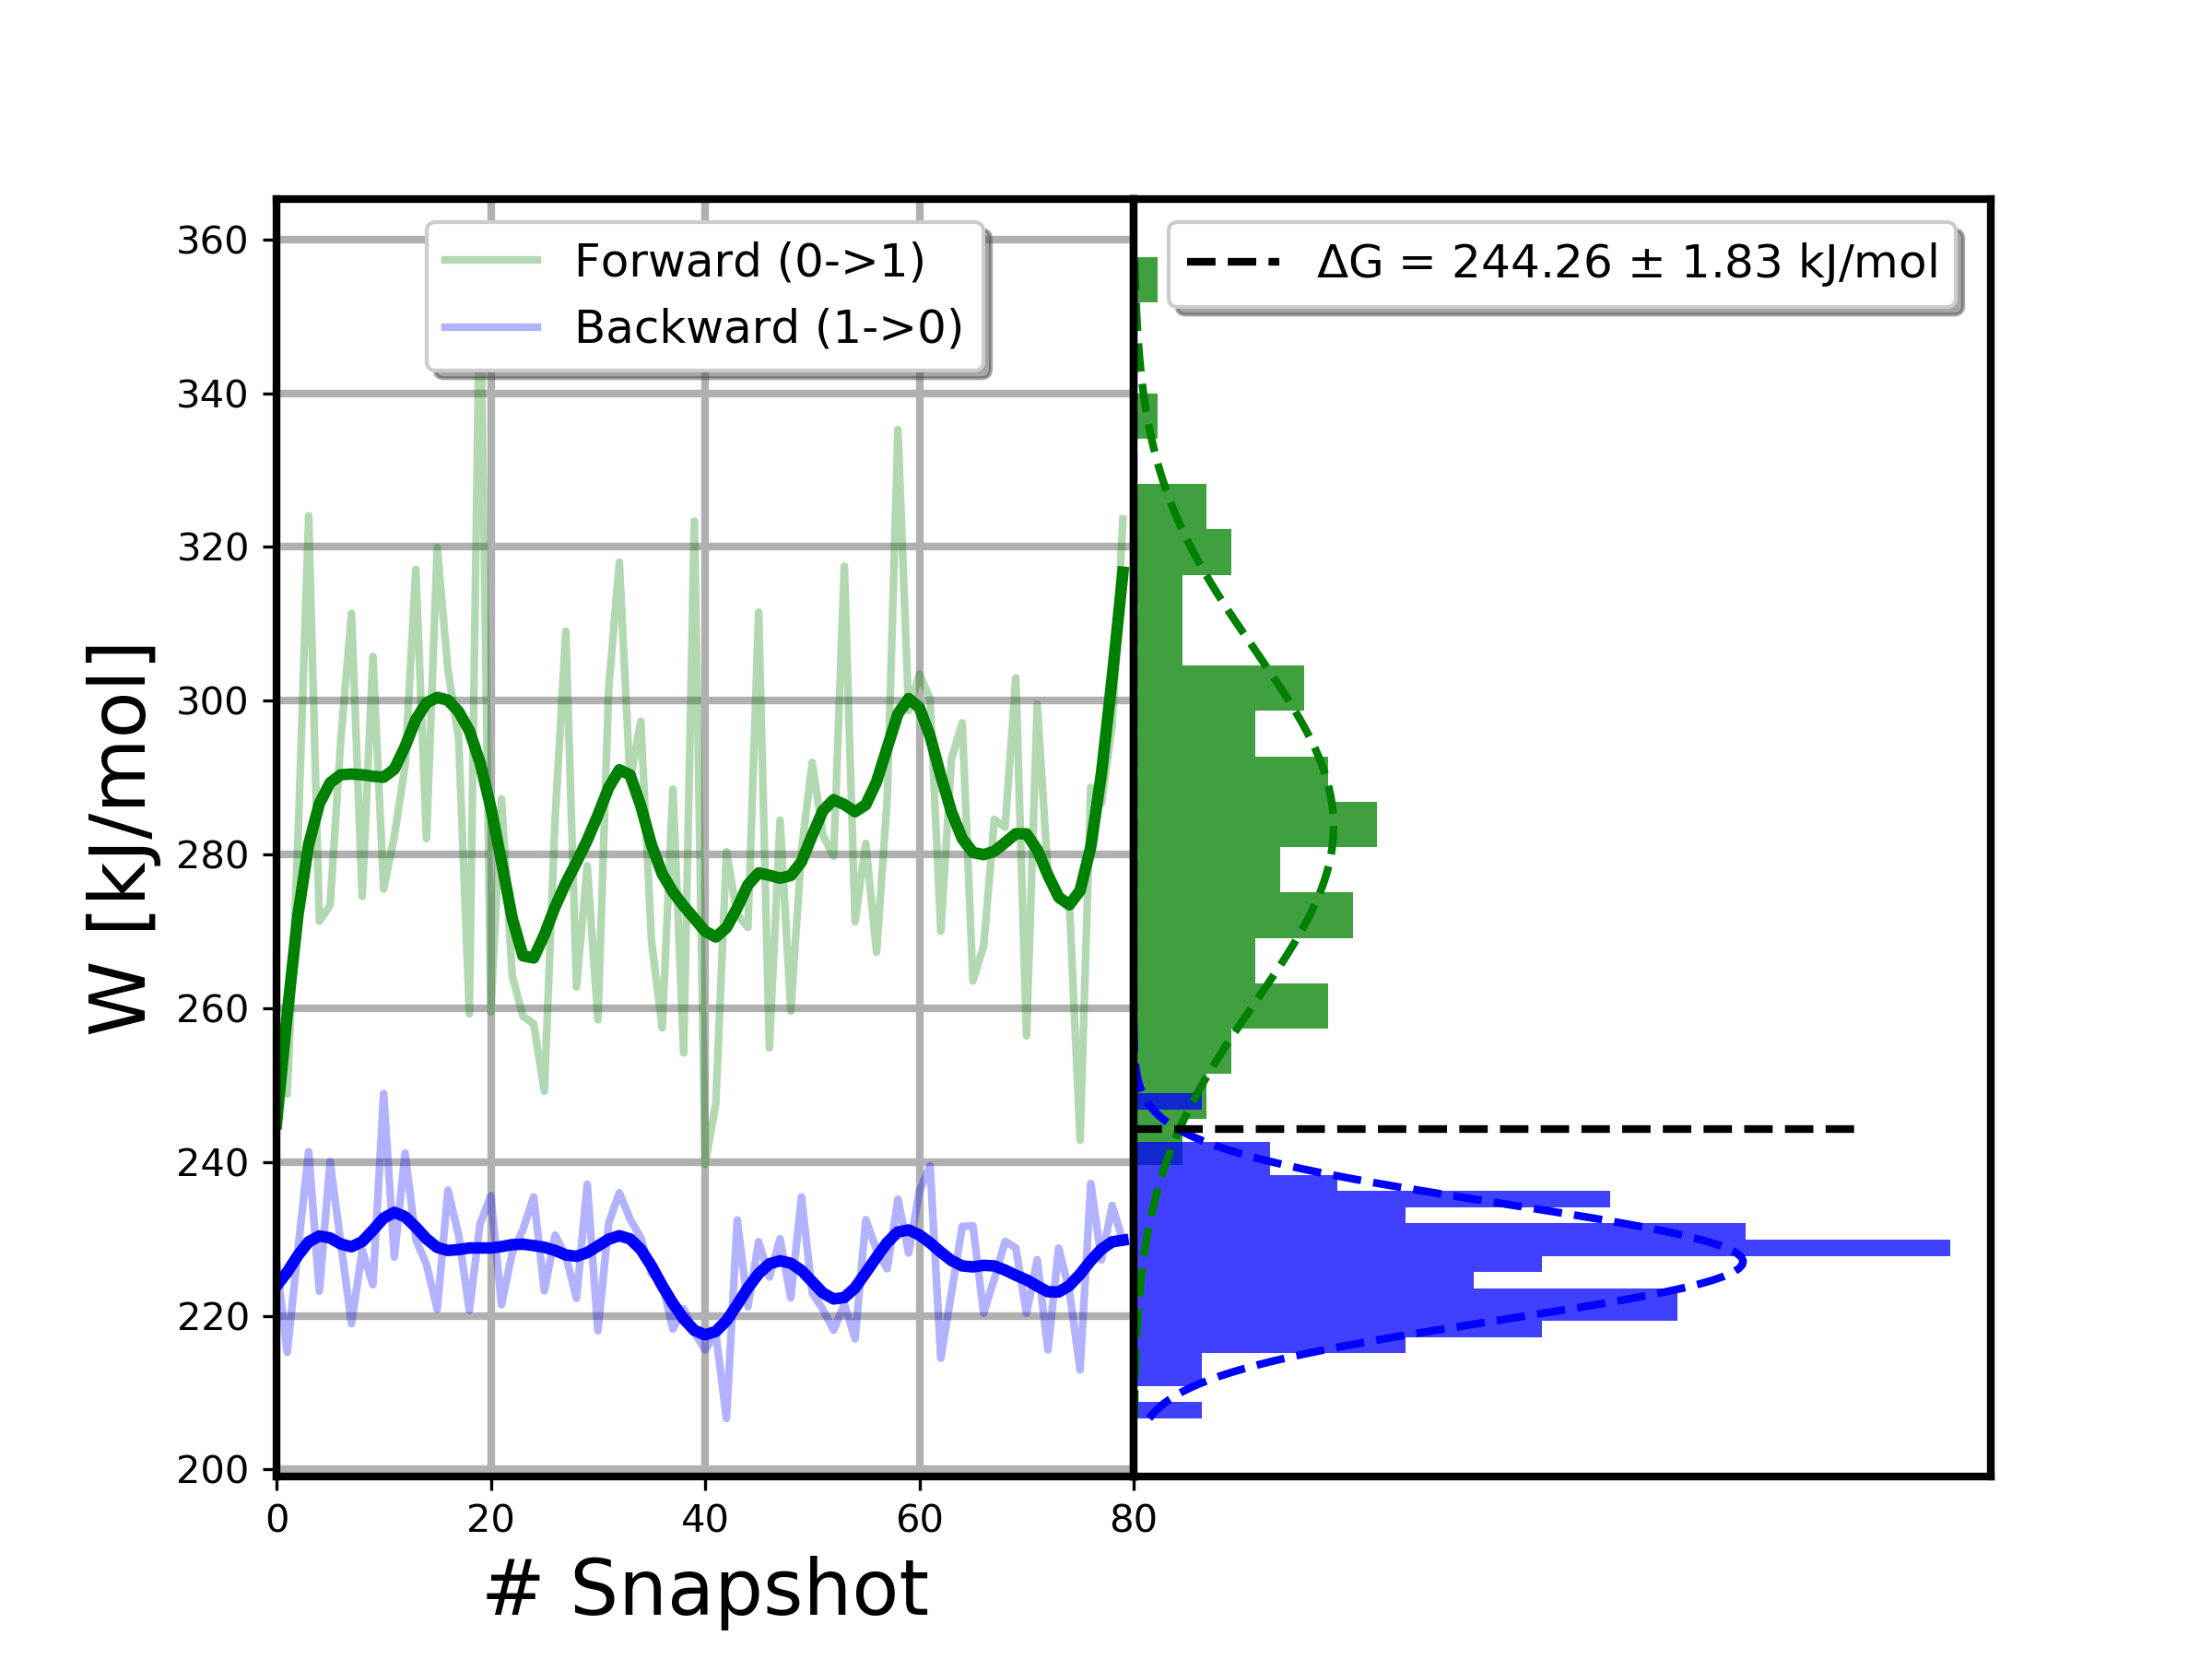 Forward (0->1)
Backward (1->0)
ΔG = 244.26 ± 1.83 kJ/mol
W [kJ/mol]
360
340
320
300
280
260
240
220
200
0 20 40 60 80
# Snapshot